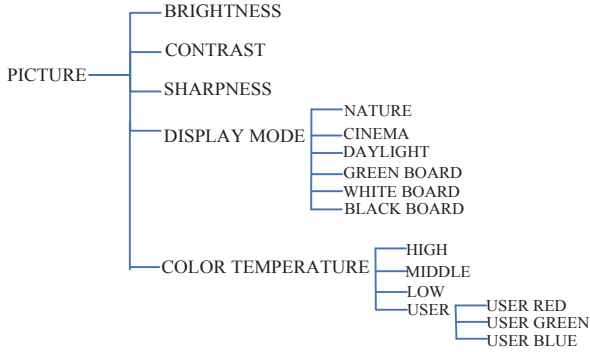 BRIGHTNESS
CONTRAST
PICTURE
SHARPNESS
NATURE
DISPLAY MODE
CINEMA
DAYLIGHT
GREEN BOARD
WHITE BOARD
BLACK BOARD
COLOR TEMPERATURE
HIGH
MIDDLE
LOW
USER
USER RED
USER GREEN
USER BLUE